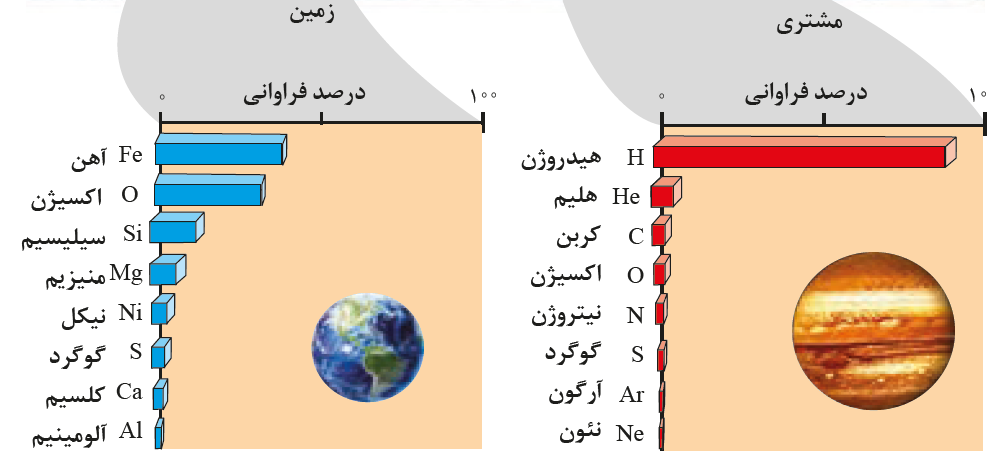 مشتری
درصد فراوانی
۰
۱۰
هیدروژن H
هلیم He
کربن C
اکسیژن O
نیتروژن N
گوگرد S
آرگون Ar
نئون Ne
زمین
درصد فراوانی
۰
۱۰۰
آهن Fe
اکسیژن O
سیلیسیم Si
منیزیم Mg
نیکل Ni
گوگرد S
کلسیم Ca
آلومینیم Al